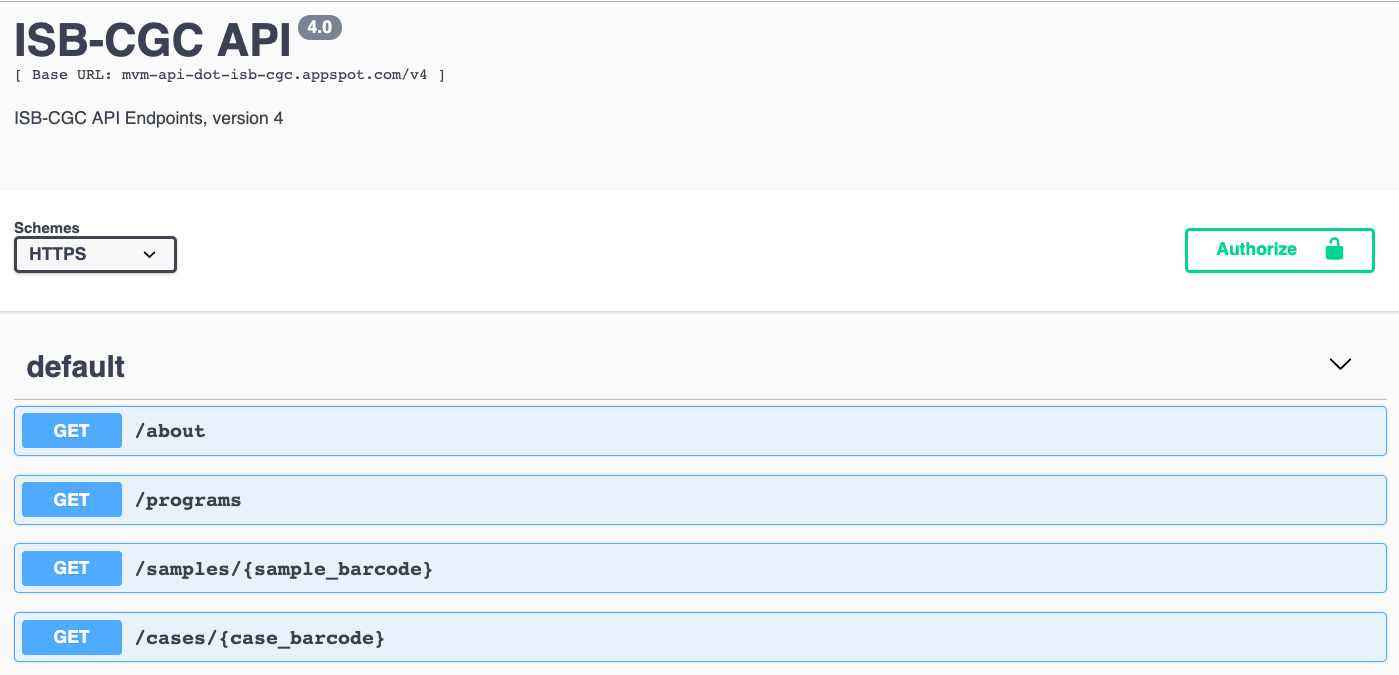 ISB-CGC API 4.0
[ Base URL: mvm-api-dot-isb-cgc.appspot.com/v4 ]
ISB-CGC API Endpoints, version 4
Schemes
HTTPS
Authorize
default
GET /about
GET /programs
GET /samples/{sample_barcode}
GET /cases/{case_barcode}